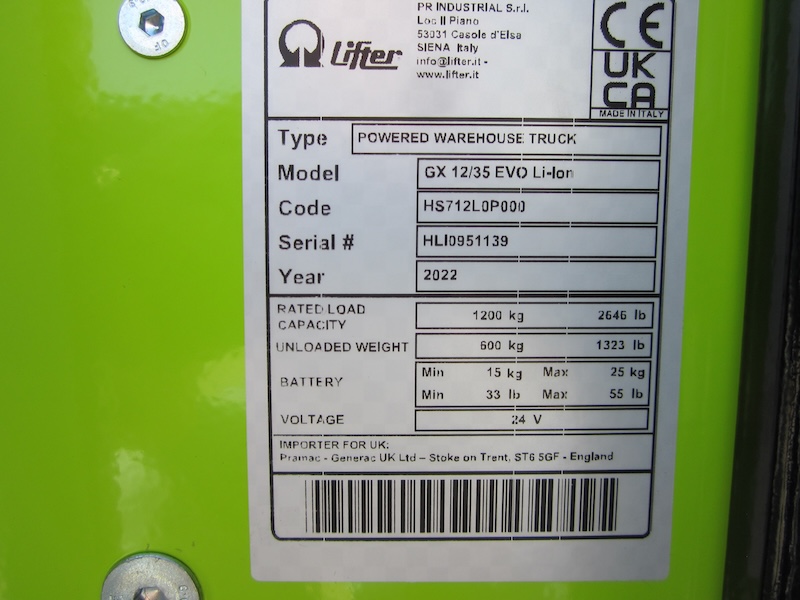 PR INDUSTRIAL S.r.l.
Loc Il Piano
53031 Casole d'Elsa
SIENA Italy
info@lifter.it -
www.lifter.it
Lifter
CE
UK
CA
MADE IN ITALY
Type POWERED WAREHOUSE TRUCK
Model GX 12/35 EVO Li-Ion
Code HS712L0P000
Serial # HLI0951139
Year 2022
RATED LOAD CAPACITY 1200 kg 2646 lb
UNLOADED WEIGHT 600 kg 1323 lb
BATTERY Min 15 kg Max 25 kg
Min 33 lb Max 55 lb
VOLTAGE 24 V
IMPORTER FOR UK:
Pramac - Generac UK Ltd – Stoke on Trent, ST6 5GF - England